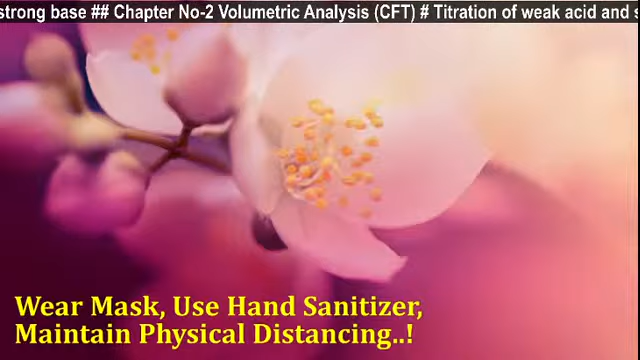 strong base ## Chapter No-2 Volumetric Analysis (CFT) # Titration of weak acid and s
Wear Mask, Use Hand Sanitizer,
Maintain Physical Distancing..!